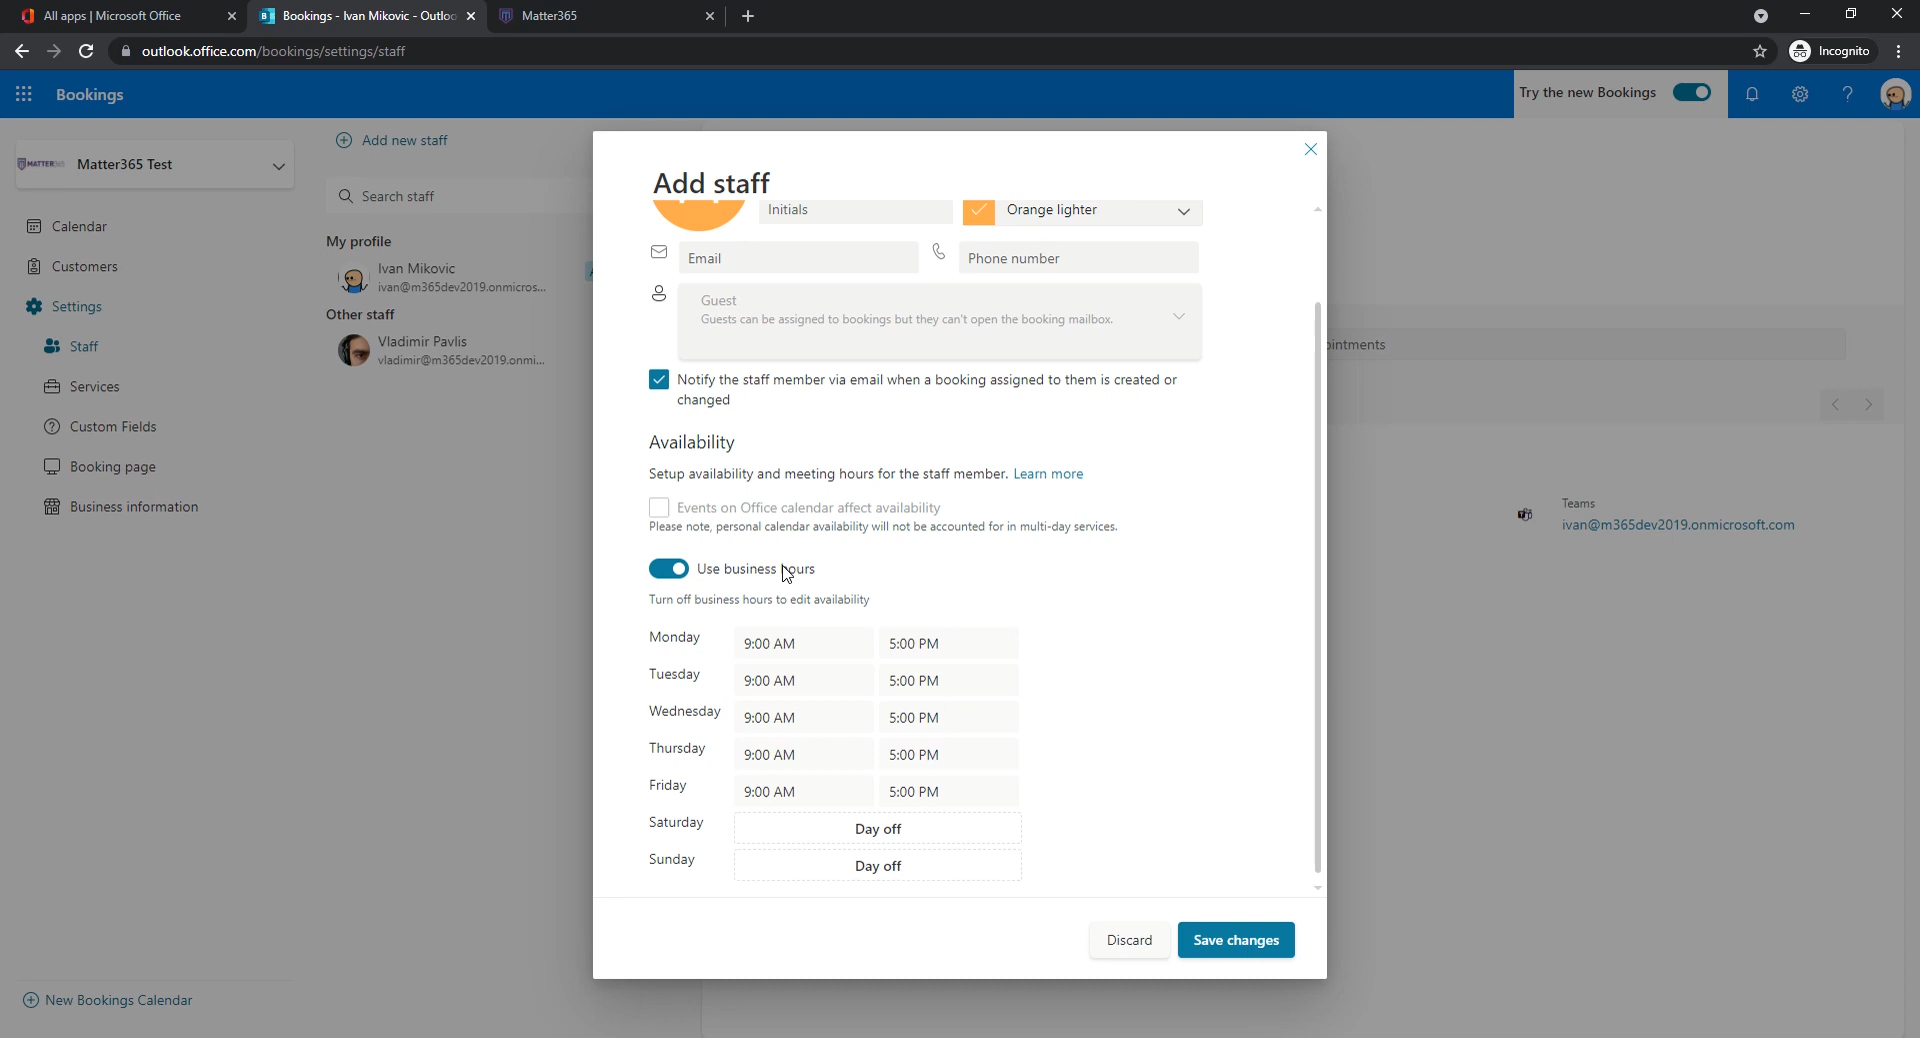 All apps | Microsoft Office
Bookings - Ivan Mikovic - Outloo
Matter365
outlook.office.com/bookings/settings/staff
Incognito
Bookings
Try the new Bookings
MATTER365
Matter365 Test
Calendar
Customers
Settings
Staff
Services
Custom Fields
Booking page
Business information
New Bookings Calendar
Add new staff
Search staff
My profile
Ivan Mikovic
ivan@m365dev2019.onmicros...
Other staff
Vladimir Pavlis
vladimir@m365dev2019.onmi...
Add staff
Initials
Orange lighter
Email
Phone number
Guest
Guests can be assigned to bookings but they can't open the booking mailbox.
Notify the staff member via email when a booking assigned to them is created or
changed
Availability
Setup availability and meeting hours for the staff member. Learn more
Events on Office calendar affect availability
Please note, personal calendar availability will not be accounted for in multi-day services.
Use business hours
Turn off business hours to edit availability
Monday 9:00 AM 5:00 PM
Tuesday 9:00 AM 5:00 PM
Wednesday 9:00 AM 5:00 PM
Thursday 9:00 AM 5:00 PM
Friday 9:00 AM 5:00 PM
Saturday Day off
Sunday Day off
Discard
Save changes
ointments
Teams
ivan@m365dev2019.onmicrosoft.com